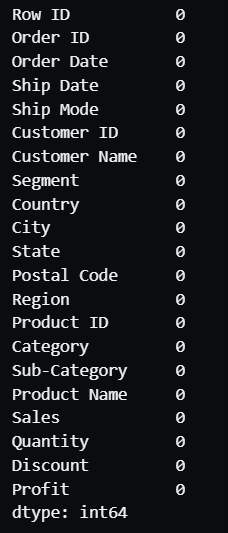 Row ID 0
Order ID 0
Order Date 0
Ship Date 0
Ship Mode 0
Customer ID 0
Customer Name 0
Segment 0
Country 0
City 0
State 0
Postal Code 0
Region 0
Product ID 0
Category 0
Sub-Category 0
Product Name 0
Sales 0
Quantity 0
Discount 0
Profit 0
dtype: int64